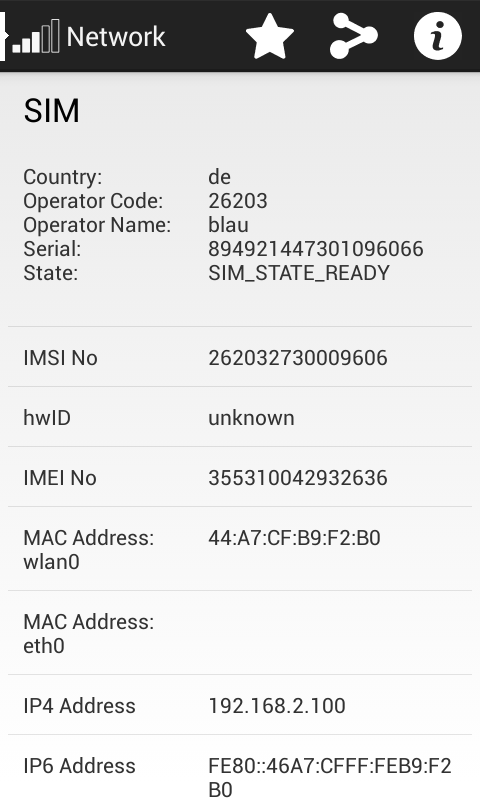 Network
SIM
Country: de
Operator Code: 26203
Operator Name: blau
Serial: 894921447301096066
State: SIM_STATE_READY
IMSI No 262032730009606
hwID unknown
IMEI No 355310042932636
MAC Address: 44:A7:CF:B9:F2:B0
wlan0
MAC Address:
eth0
IP4 Address 192.168.2.100
IP6 Address FE80::46A7:CFFF:FEB9:F2
B0